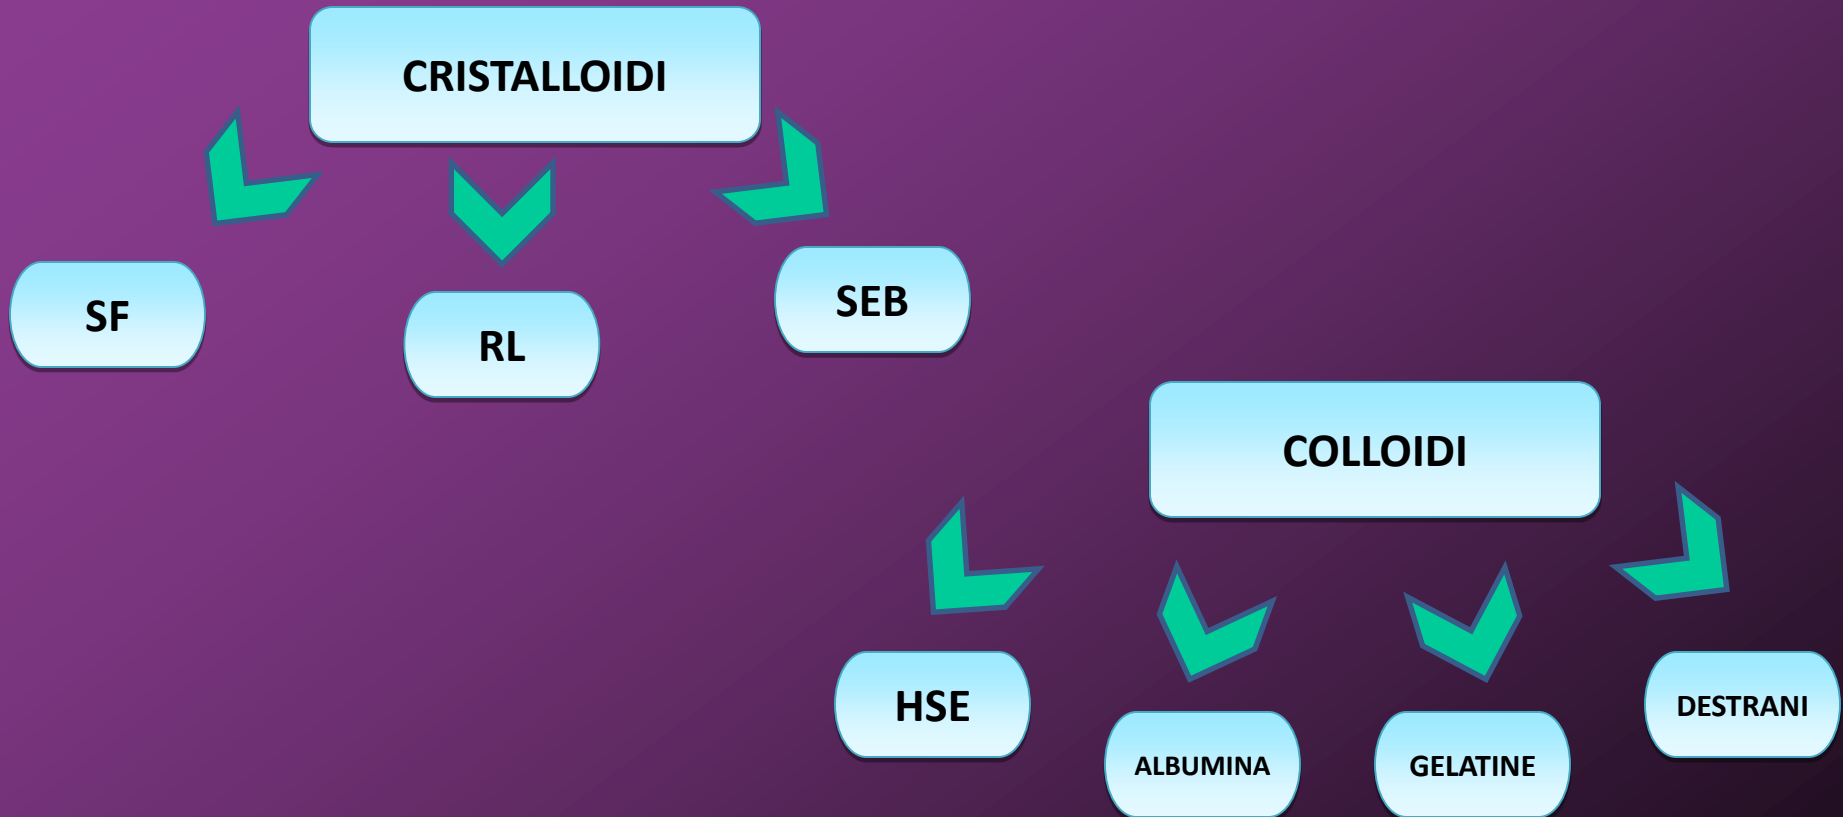 CRISTALLOIDI
SF
RL
SEB
COLLOIDI
HSE
ALBUMINA
GELATINE
DESTRANI